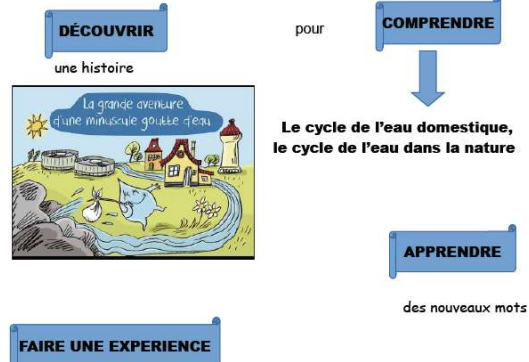 DÉCOUVRIR
pour
COMPRENDRE
une histoire
La grande aventure
d'une minuscule goutte d'eau
Le cycle de l'eau domestique,
le cycle de l'eau dans la nature
APPRENDRE
des nouveaux mots
FAIRE UNE EXPERIENCE